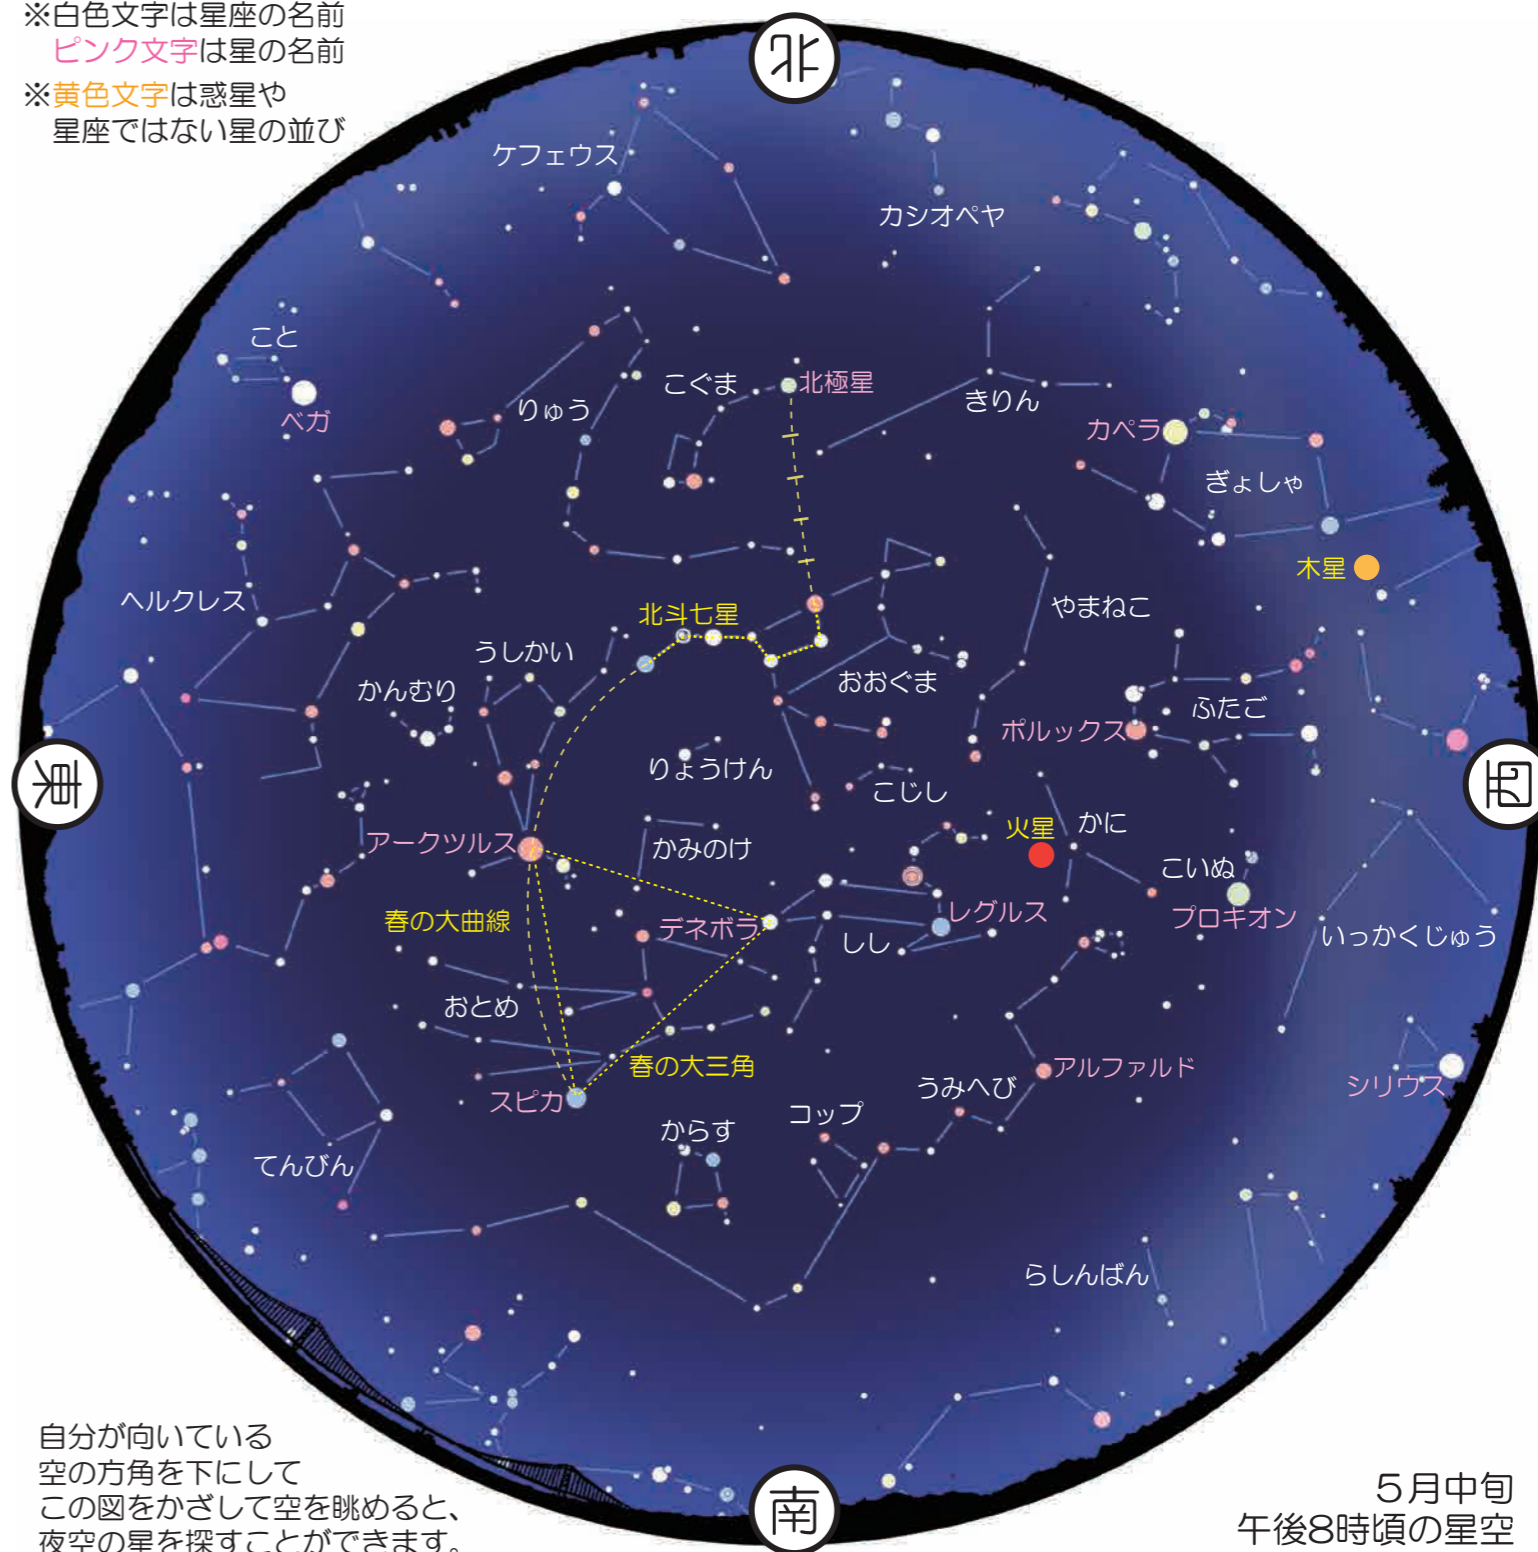 ※白色文字は星座の名前
ピンク文字は星の名前
※黄色文字は惑星や
星座ではない星の並び
北
ケフェウス
カシオペヤ
こと
ベガ
りゅう
こぐま
北極星
きりん
カペラ
ぎょしゃ
木星
ヘルクレス
北斗七星
やまねこ
うしかい
かんむり
おおぐま
ふたご
ポルックス
りょうけん
こじし
東
西
火星
かに
アークツルス
かみのけ
こいぬ
プロキオン
春の大曲線
デネボラ
レグルス
しし
いっかくじゅう
おとめ
春の大三角
スピカ
アルファルド
うみへび
シリウス
コップ
からす
てんびん
らしんばん
自分が向いている
空の方角を下にして
この図をかざして空を眺めると、
夜空の星を探すことができます。
南
5月中旬
午後8時頃の星空